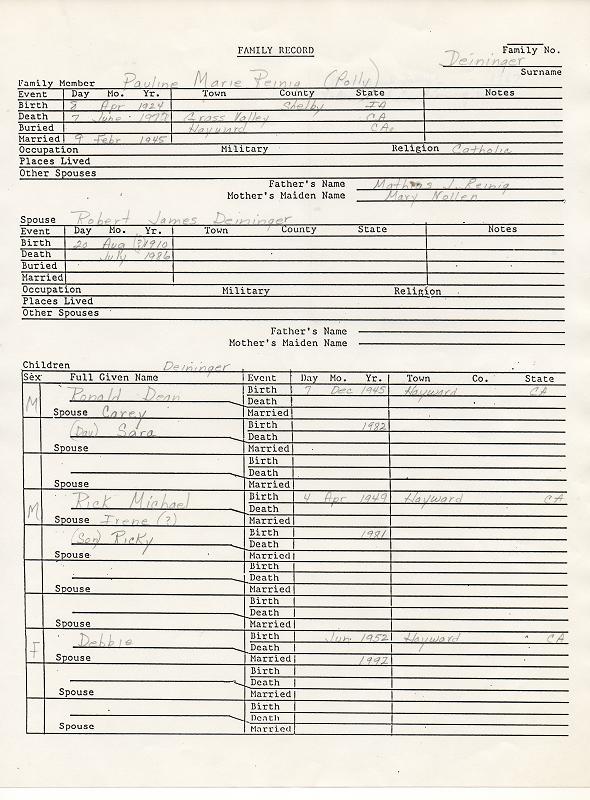 FAMILY RECORD
Family No.
Deininger
Surname
Family Member Pauline Marie Reinig (Polly)
Event Day Mo. Yr. Town County State Notes
Birth 8 Apr 1924 Shelby IA
Death 7 June 1977 Grass Valley CA
Buried Hayward CA.
Married 9 Febr 1945
Occupation Military Religion Catholic
Places Lived
Other Spouses
Father's Name Mathias J. Reinig
Mother's Maiden Name Mary Noller
Spouse Robert James Deininger
Event Day Mo. Yr. Town County State Notes
Birth 20 Aug (?) 1910
Death July 1986
Buried
Married
Occupation Military Religion
Places Lived
Other Spouses
Father's Name
Mother's Maiden Name
Children Deininger
Sex Full Given Name Event Day Mo. Yr. Town Co. State
M Ronald Dean Birth 7 Dec 1945 Hayward CA
Death
Spouse Carey Married
(Dau) Sara Birth 1982
Death
Spouse Married
Birth
Death
Spouse Married
M Rick Michael Birth 4 Apr 1949 Hayward CA
Death
Spouse Irene (?) Married
(Son) Ricky Birth 1981
Death
Spouse Married
Birth
Death
Spouse Married
Birth
Death
Spouse Married
F Debbie Birth Jun 1952 Hayward CA
Death
Spouse Married 1992
Birth
Death
Spouse Married
Birth
Death
Spouse Married